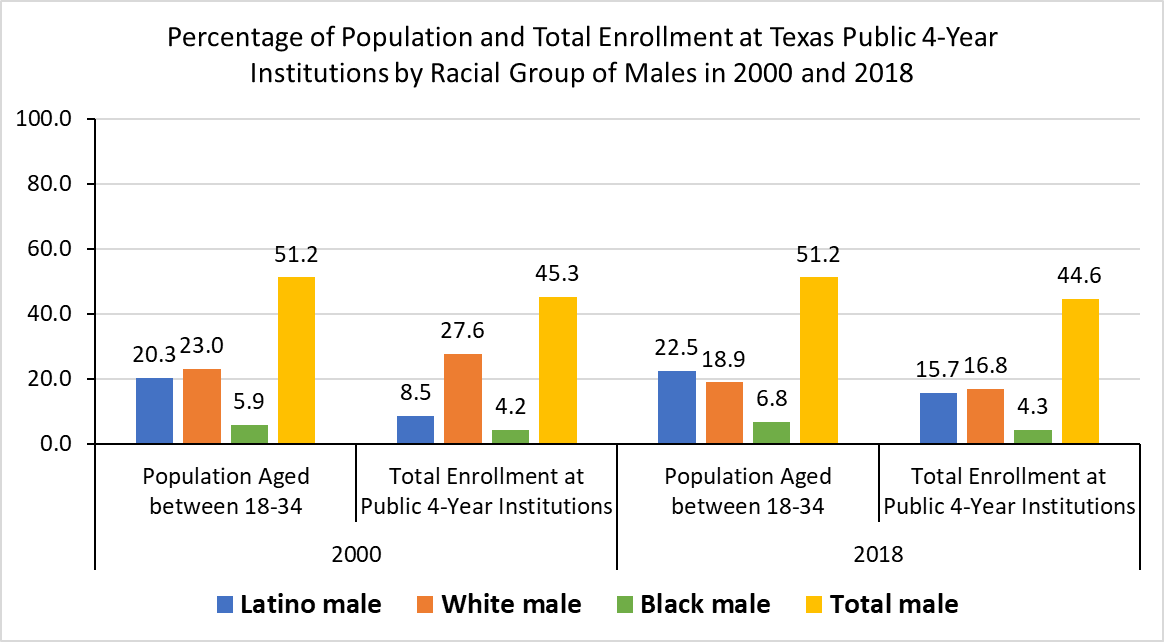 Percentage of Population and Total Enrollment at Texas Public 4-Year
Institutions by Racial Group of Males in 2000 and 2018
100.0
80.0
60.0
40.0
20.0
0.0
20.3
23.0
5.9
51.2
8.5
27.6
4.2
45.3
22.5
18.9
6.8
51.2
15.7
16.8
4.3
44.6
Population Aged
between 18-34
Total Enrollment at
Public 4-Year Institutions
Population Aged
between 18-34
Total Enrollment at
Public 4-Year Institutions
2000
2018
Latino male
White male
Black male
Total male